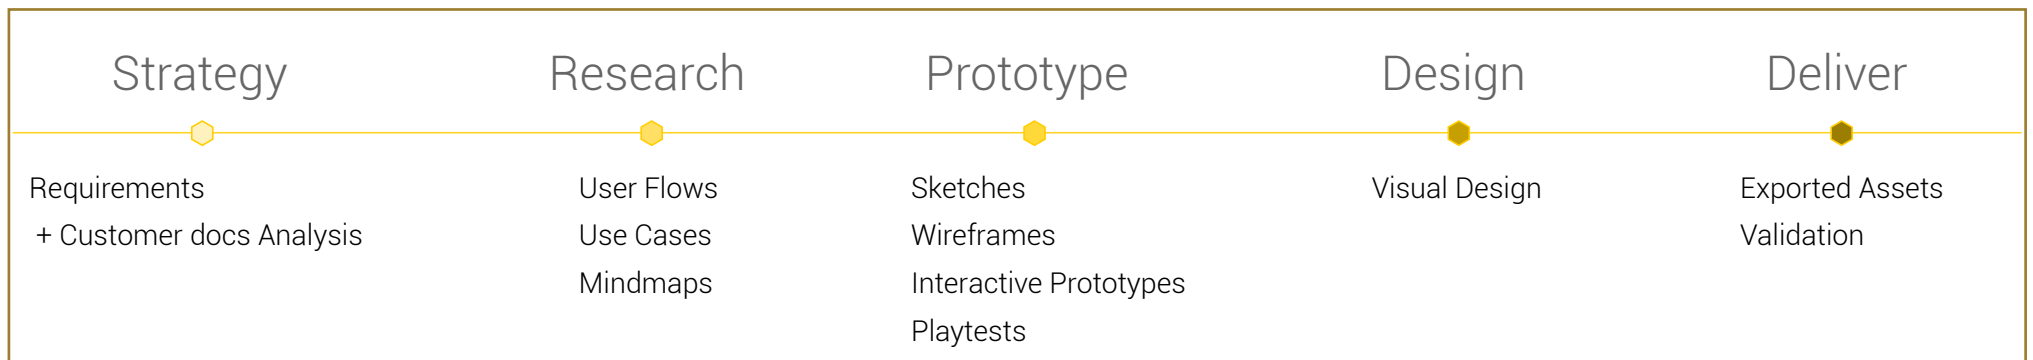 Strategy
Research
Prototype
Design
Deliver
Requirements
+ Customer docs Analysis
User Flows
Use Cases
Mindmaps
Sketches
Wireframes
Interactive Prototypes
Playtests
Visual Design
Exported Assets
Validation